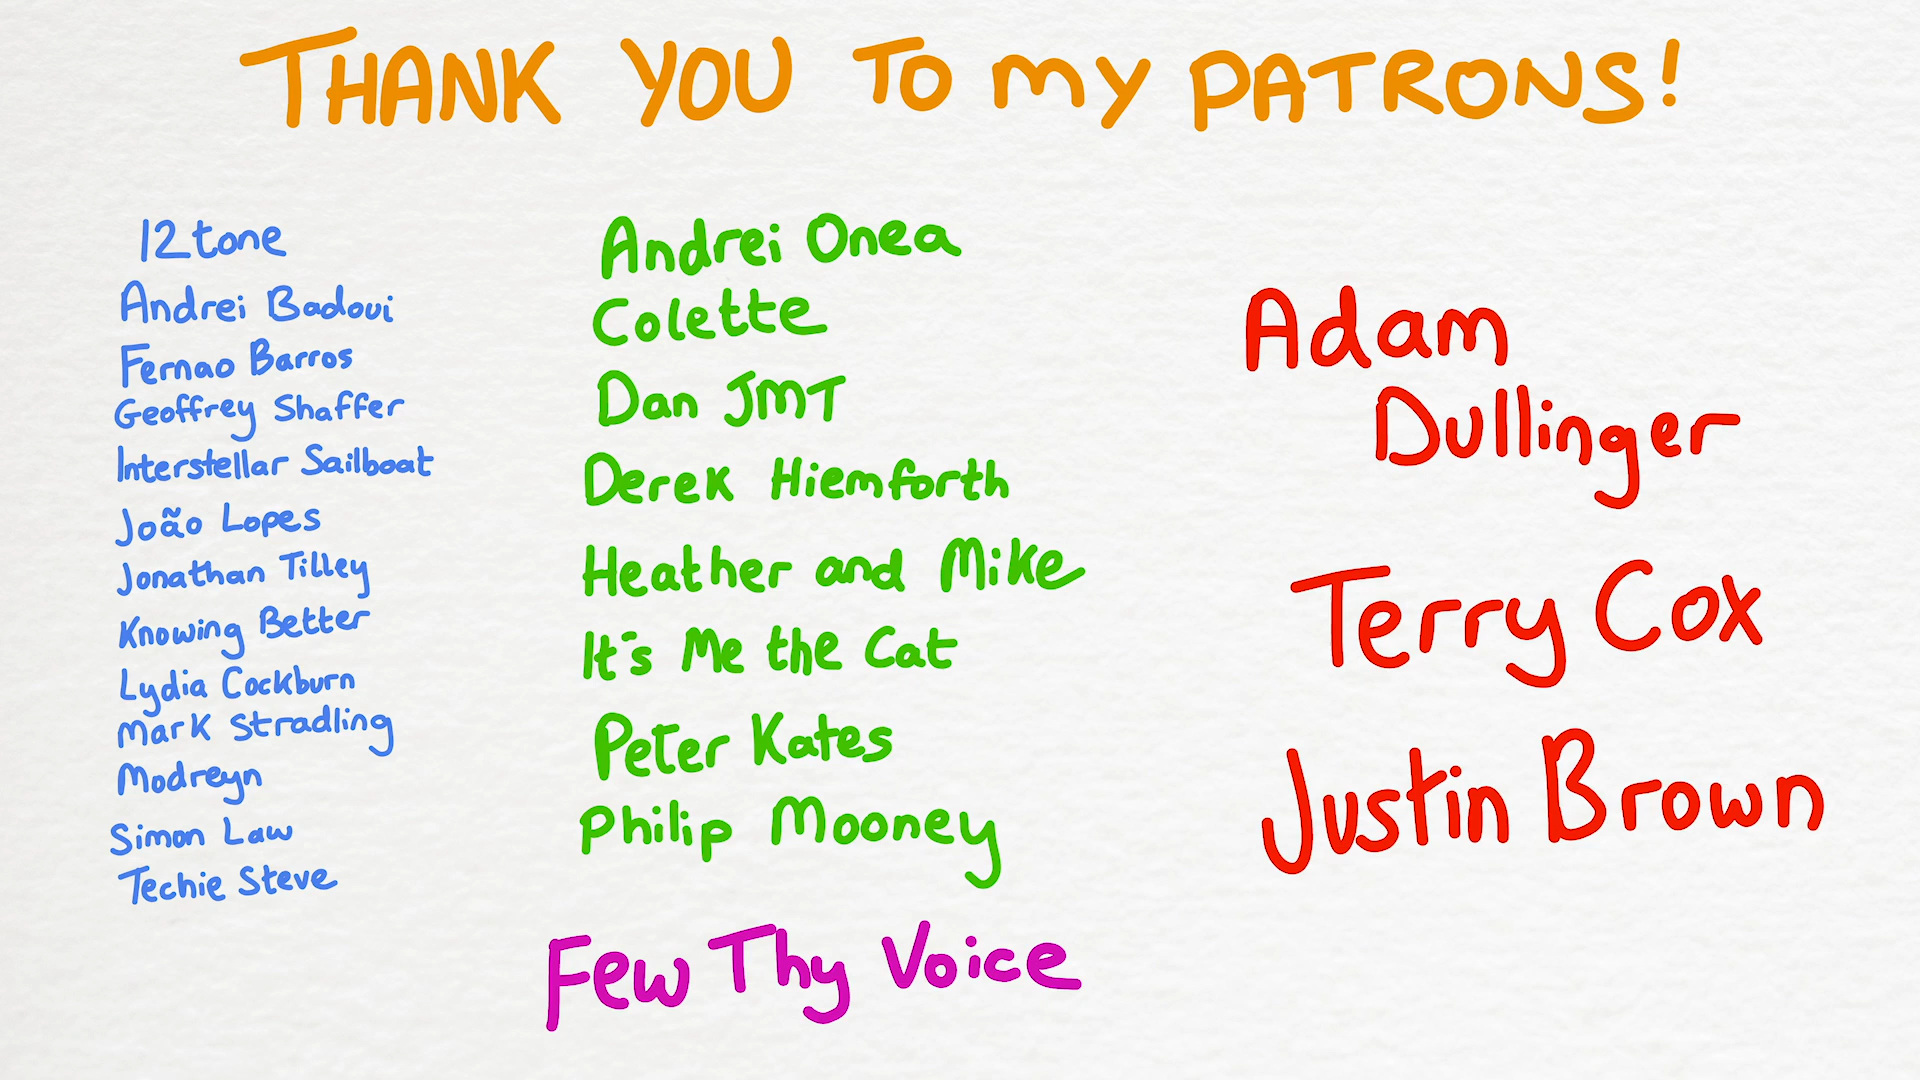 THANK YOU TO MY PATRONS!
12tone
Andrei Badoui
Fernao Barros
Geoffrey Shaffer
Interstellar Sailboat
João Lopes
Jonathan Tilley
Knowing Better
Lydia Cockburn
Mark Stradling
Modreyn
Simon Law
Techie Steve
Andrei Onea
Colette
Dan JMT
Derek Hiemforth
Heather and Mike
It's Me the Cat
Peter Kates
Philip Mooney
Few Thy Voice
Adam
Dullinger
Terry Cox
Justin Brown